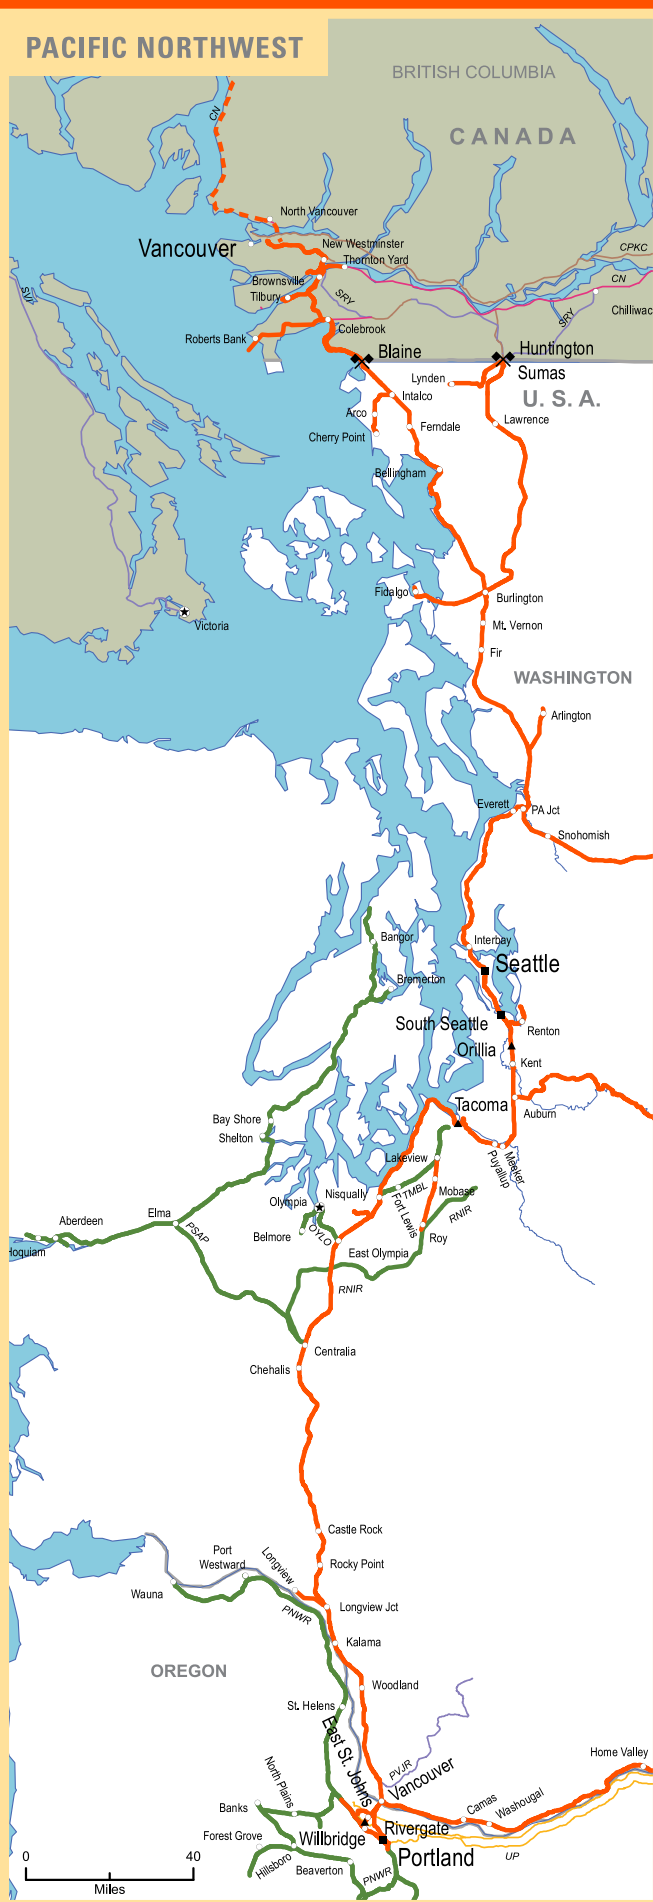 PACIFIC NORTHWEST
BRITISH COLUMBIA
CANADA
CN
North Vancouver
Vancouver
New Westminster
Thornton Yard
CPKC
CN
Brownsville
Tilbury
SRY
SVI
SRY
Chilliwac
Colebrook
Roberts Bank
Blaine
Huntington
Sumas
Lynden
U. S. A.
Intalco
Arco
Lawrence
Ferndale
Cherry Point
Bellingham
Fidalgo
Burlington
Victoria
Mt. Vernon
Fir
WASHINGTON
Arlington
Everett
PA Jct
Snohomish
Bangor
Interbay
Seattle
Bremerton
South Seattle
Renton
Orillia
Kent
Tacoma
Auburn
Bay Shore
Shelton
Lakeview
Meeker
Puyallup
Nisqually
TMBL
Mobase
Olympia
Fort Lewis
RNIR
Elma
Aberdeen
PSAP
OYLO
Belmore
Roy
Hoquiam
East Olympia
RNIR
Centralia
Chehalis
Castle Rock
Port
Westward
Longview
Rocky Point
Wauna
PNWR
Longview Jct
Kalama
OREGON
Woodland
St. Helens
East St. Johns
PVJR
Vancouver
Home Valley
North Plains
Camas
Washougal
Banks
Rivergate
Forest Grove
Willbridge
Hillsboro
Portland
UP
Beaverton
PNWR
0
40
Miles